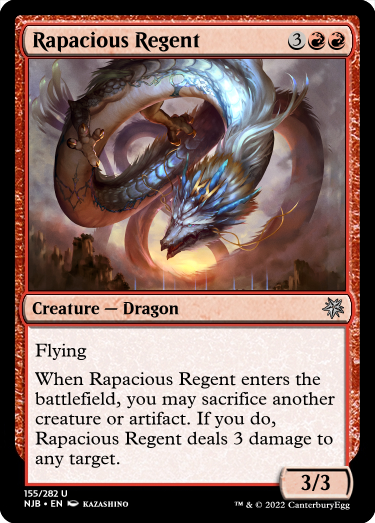 Rapacious Regent 3
Creature — Dragon
Flying
When Rapacious Regent enters the
battlefield, you may sacrifice another
creature or artifact. If you do,
Rapacious Regent deals 3 damage to
any target.
3/3
155/282 U
NJB • EN KAZASHINO
™ & © 2022 CanterburyEgg